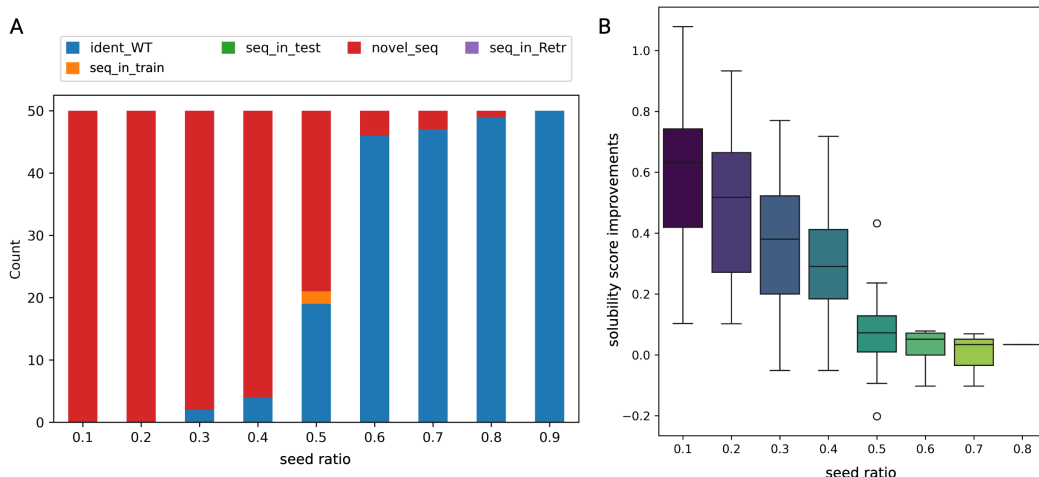 A
ident_WT seq_in_test novel_seq seq_in_Retr
seq_in_train
50
40
30
20
10
0
Count
0.1 0.2 0.3 0.4 0.5 0.6 0.7 0.8 0.9
seed ratio
B
1.0
0.8
0.6
0.4
0.2
0.0
−0.2
solubility score improvements
0.1 0.2 0.3 0.4 0.5 0.6 0.7 0.8
seed ratio